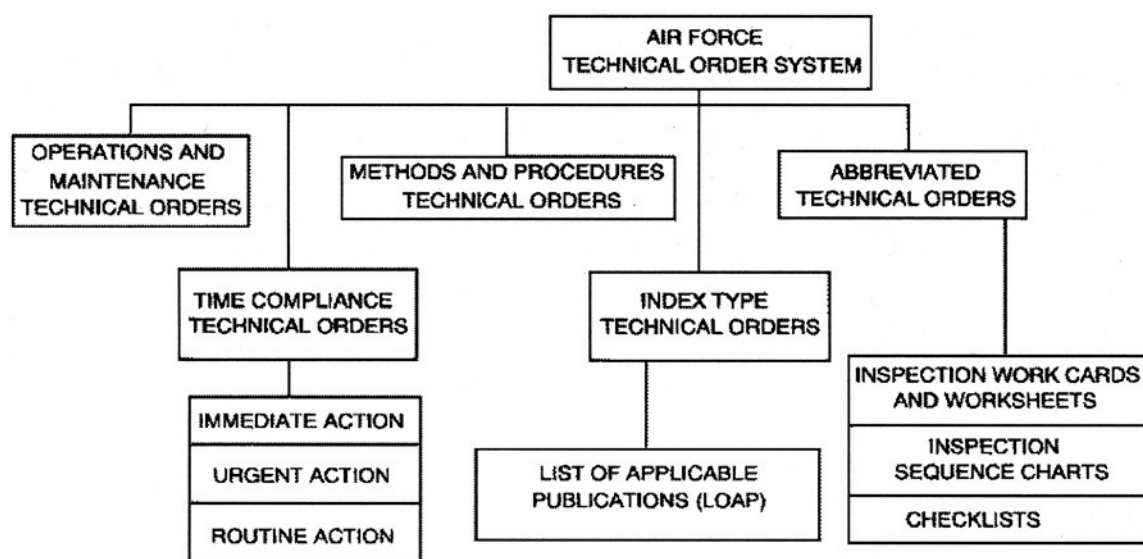 AIR FORCE
TECHNICAL ORDER SYSTEM
OPERATIONS AND
MAINTENANCE
TECHNICAL ORDERS
METHODS AND PROCEDURES
TECHNICAL ORDERS
ABBREVIATED
TECHNICAL ORDERS
TIME COMPLIANCE
TECHNICAL ORDERS
INDEX TYPE
TECHNICAL ORDERS
IMMEDIATE ACTION
URGENT ACTION
ROUTINE ACTION
LIST OF APPLICABLE
PUBLICATIONS (LOAP)
INSPECTION WORK CARDS
AND WORKSHEETS
INSPECTION
SEQUENCE CHARTS
CHECKLISTS